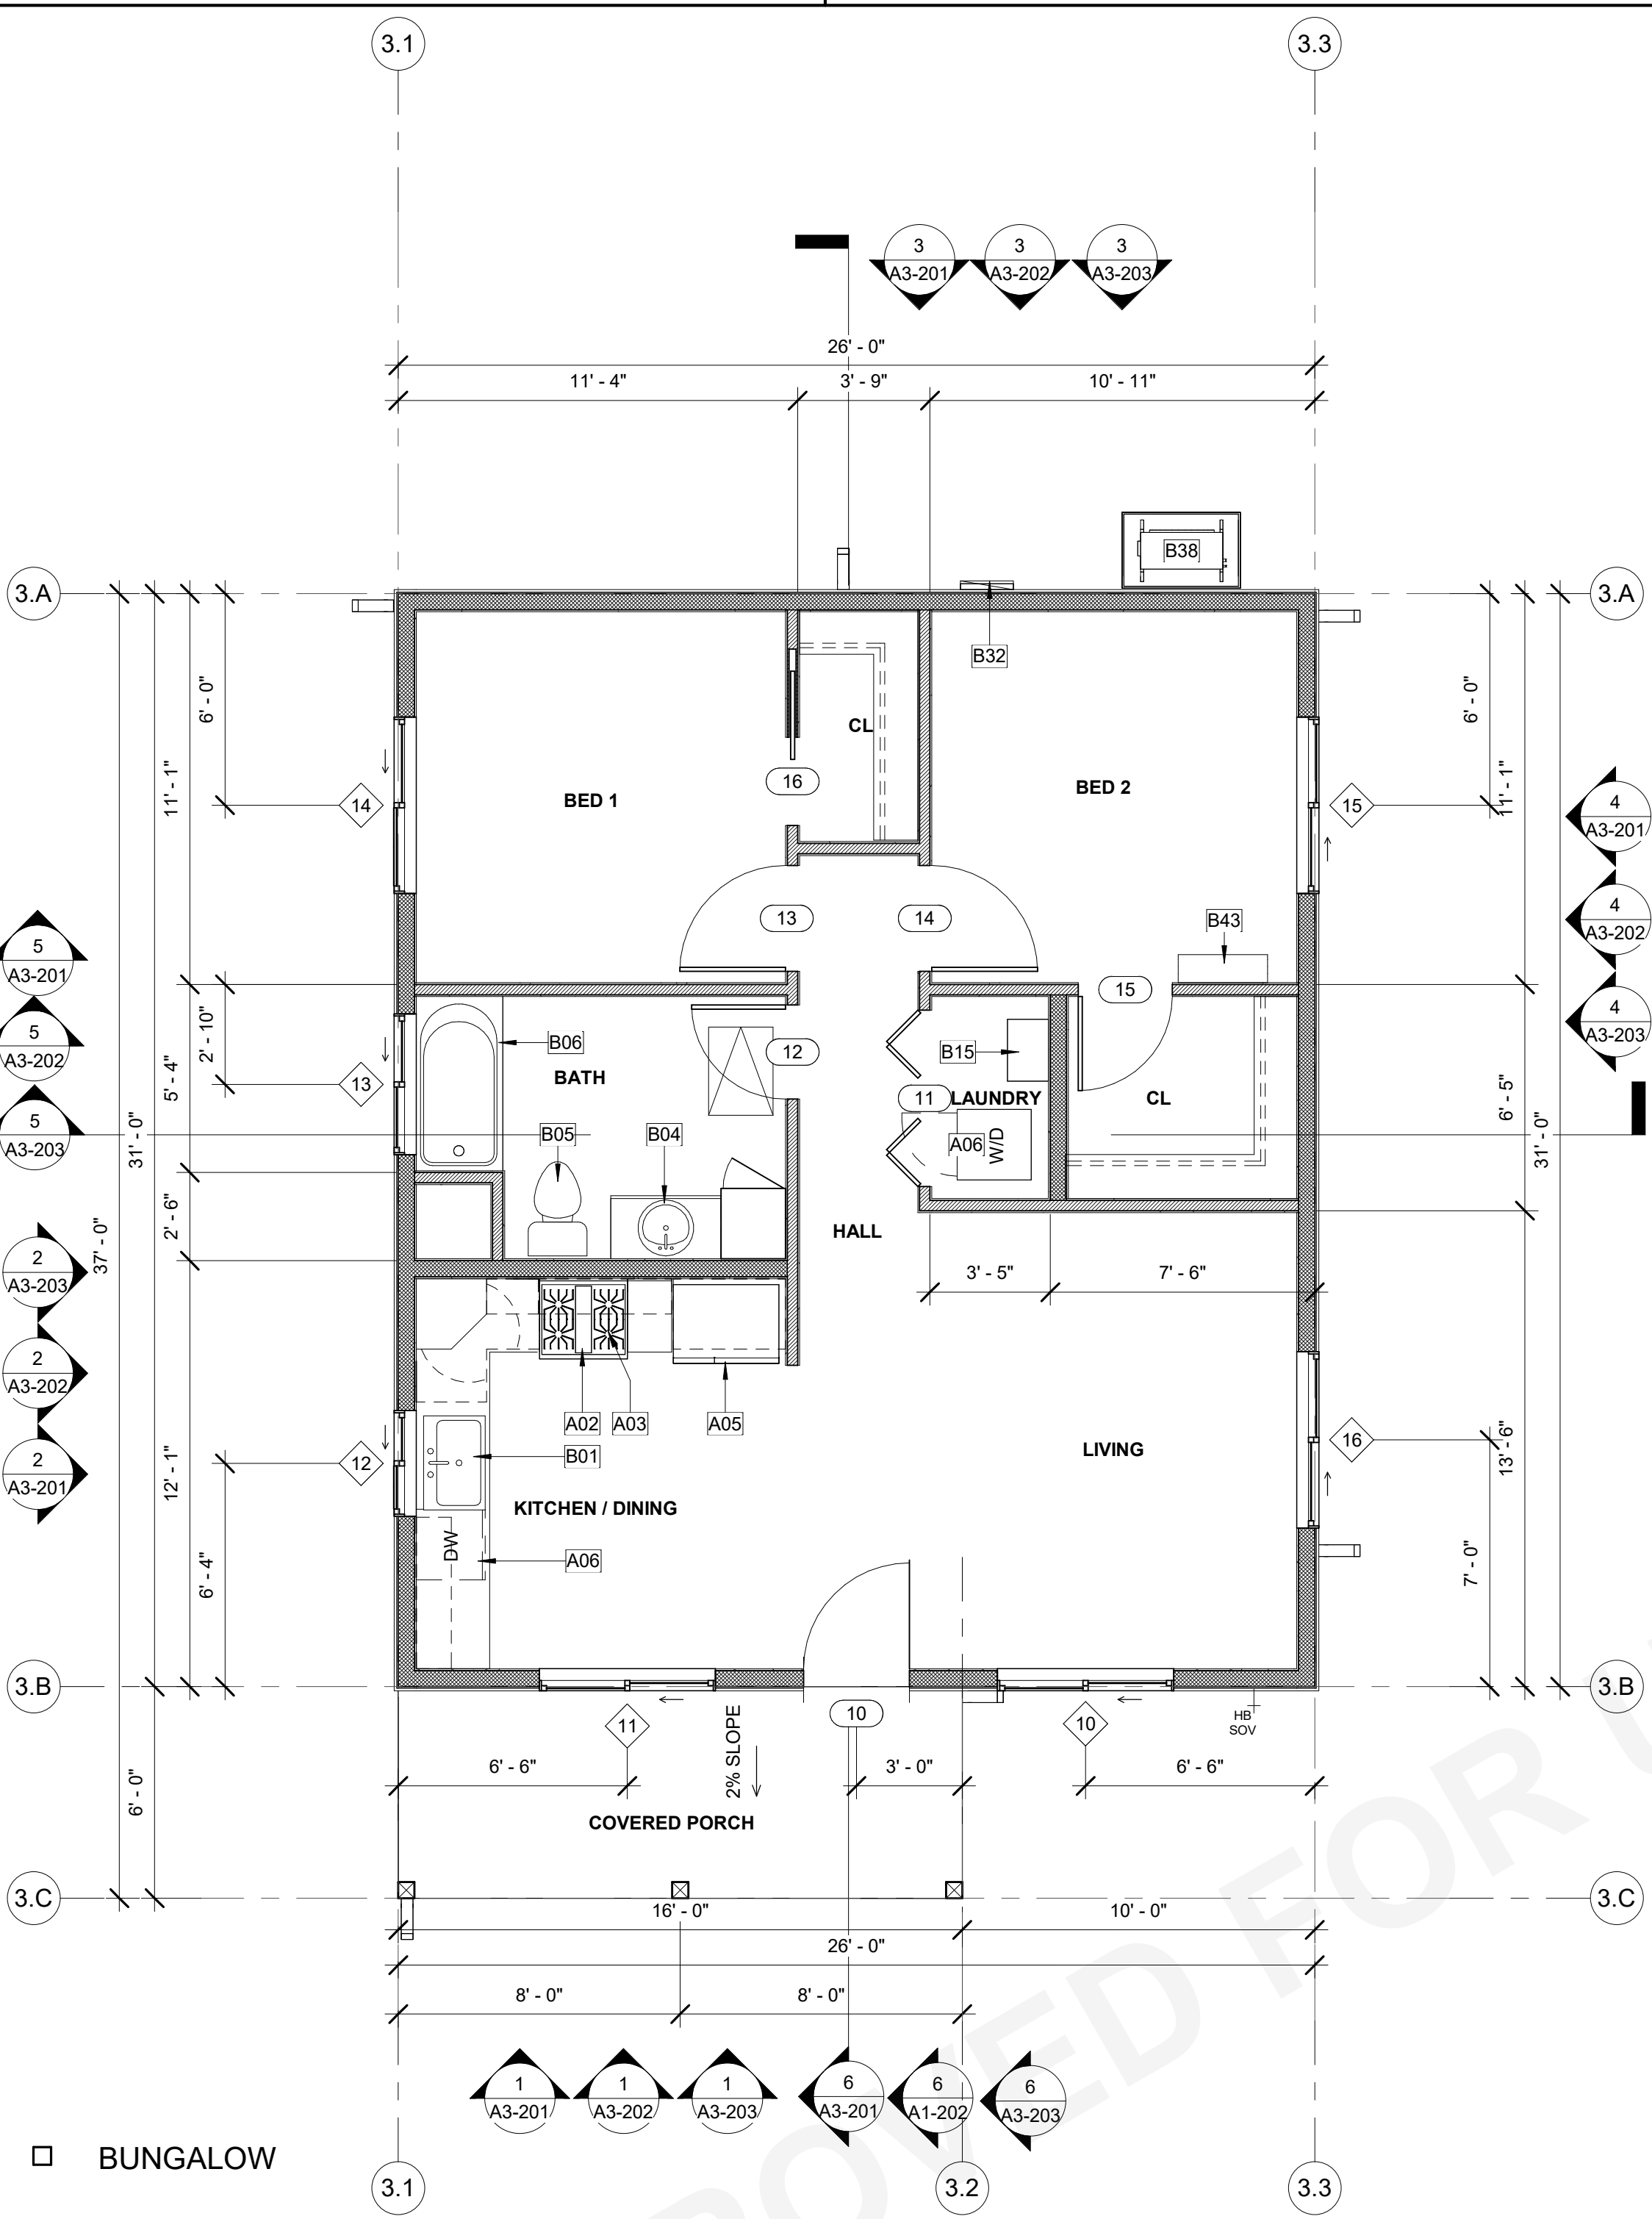 3.1
3.3
3
A3-201
3
A3-202
3
A3-203
26' - 0"
11' - 4"
3' - 9"
10' - 11"
B38
3.A
3.A
B32
6' - 0"
6' - 0"
CL
11' - 1"
11' - 1"
16
BED 1
BED 2
14
15
4
A3-201
13
14
B43
4
A3-202
5
A3-201
15
4
A3-203
5
A3-202
2' - 10"
B06
12
B15
5' - 4"
13
BATH
11
LAUNDRY
CL
6' - 5"
5
A3-203
31' - 0"
B05
B04
A06
W/D
31' - 0"
2' - 6"
37' - 0"
HALL
2
A3-203
3' - 5"
7' - 6"
2
A3-202
A02
A03
A05
LIVING
16
13' - 6"
2
A3-201
12' - 1"
12
B01
KITCHEN / DINING
DW
A06
6' - 4"
7' - 0"
3.B
3.B
11
2% SLOPE
10
10
HB
SOV
6' - 6"
3' - 0"
6' - 6"
6' - 0"
COVERED PORCH
3.C
3.C
16' - 0"
10' - 0"
26' - 0"
8' - 0"
8' - 0"
1
A3-201
1
A3-202
1
A3-203
6
A3-201
6
A1-202
6
A3-203
BUNGALOW
3.1
3.2
3.3